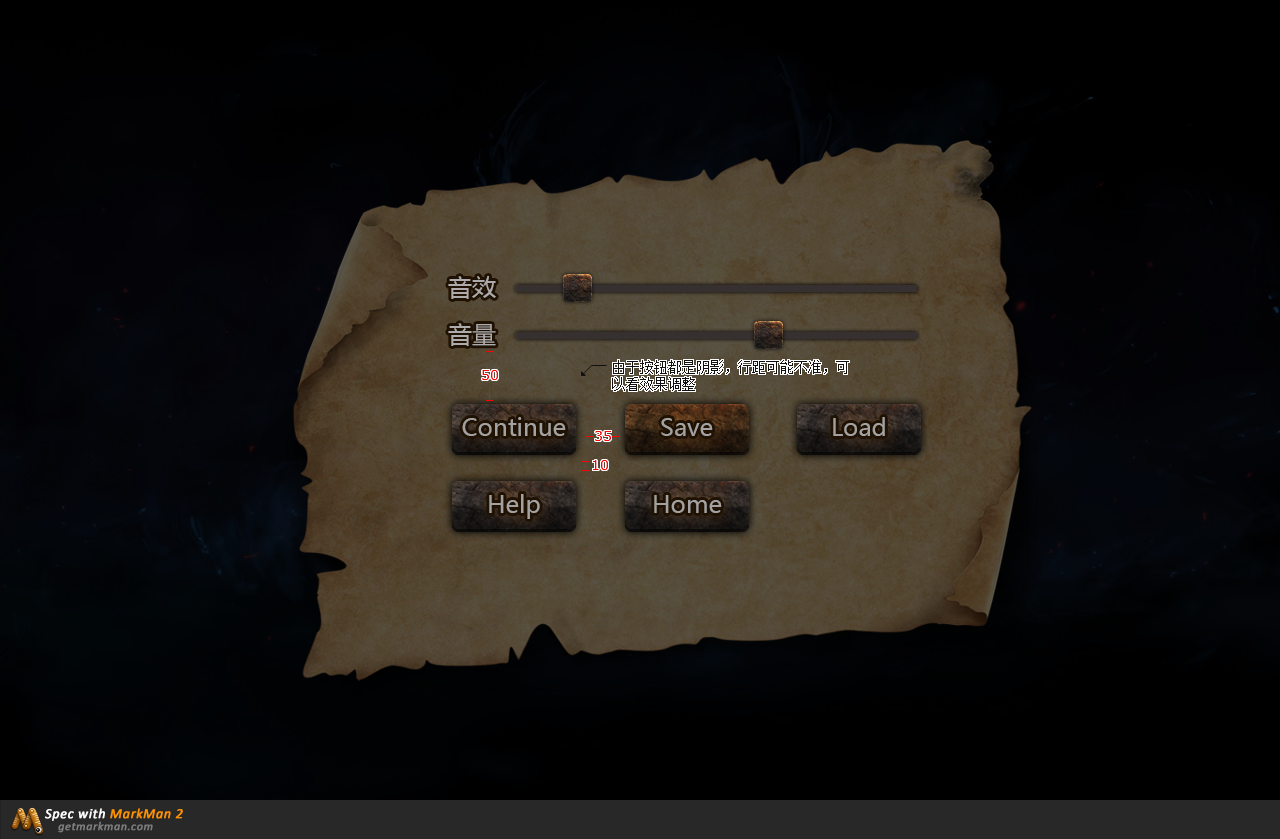 音效
音量
由于按钮都是阴影，行距可能不准，可
以看效果调整
50
Continue
35
Save
Load
10
Help
Home
Spec with MarkMan 2
getmarkman.com